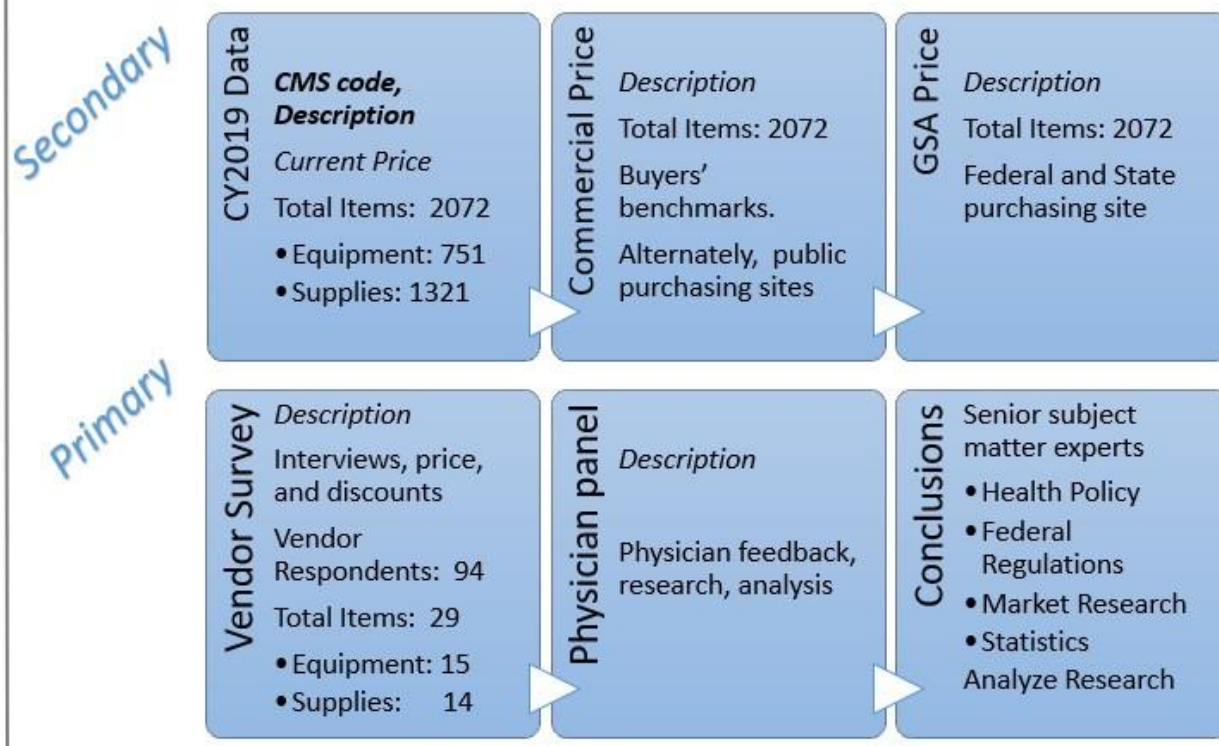 Secondary
CY2019 Data
CMS code,
Description
Current Price
Total Items: 2072
• Equipment: 751
• Supplies: 1321
Commercial Price
Description
Total Items: 2072
Buyers’
benchmarks.
Alternately, public
purchasing sites
GSA Price
Description
Total Items: 2072
Federal and State
purchasing site
Primary
Vendor Survey
Description
Interviews, price,
and discounts
Vendor
Respondents: 94
Total Items: 29
• Equipment: 15
• Supplies: 14
Physician panel
Description
Physician feedback,
research, analysis
Conclusions
Senior subject
matter experts
• Health Policy
• Federal
Regulations
• Market Research
• Statistics
Analyze Research